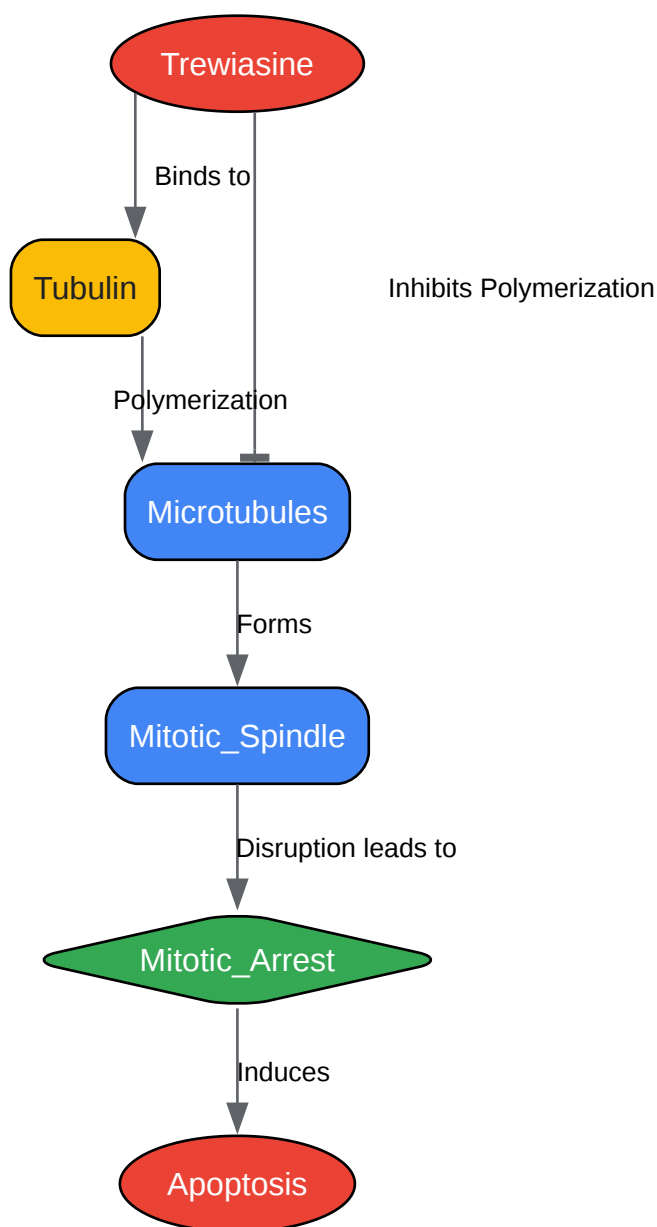 Trewiasine
Binds to
Tubulin
Inhibits Polymerization
Polymerization
Microtubules
Forms
Mitotic_Spindle
Disruption leads to
Mitotic_Arrest
Induces
Apoptosis